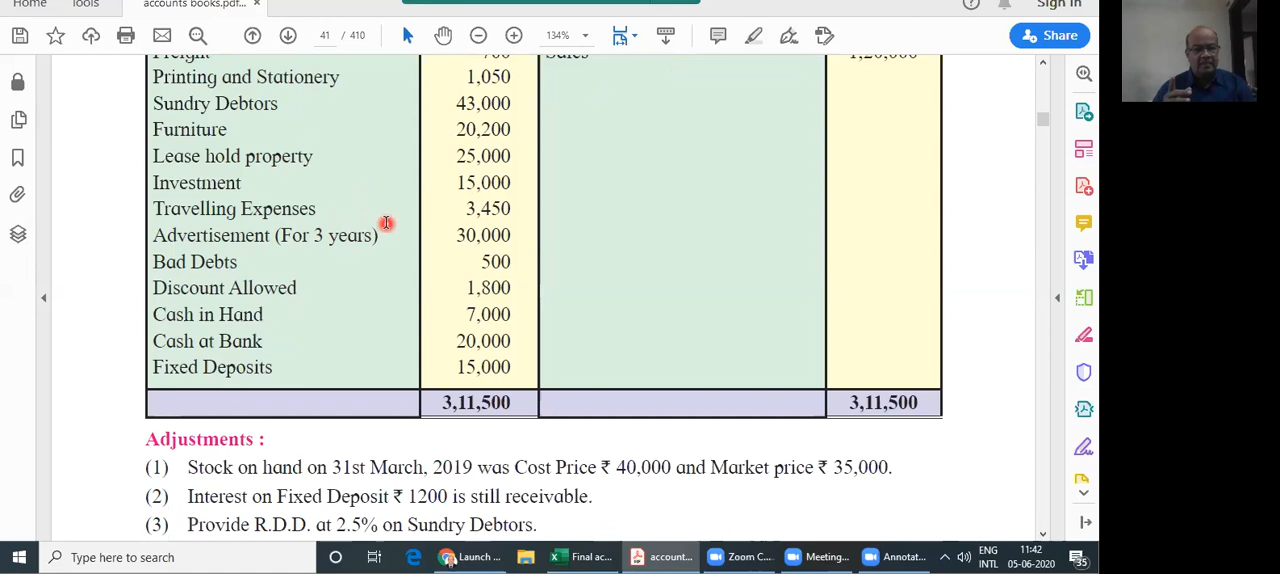 Home Tools accounts books.pdf... × Sign In
41 / 410 134% Share
Freight 700 Sales 1,20,000
Printing and Stationery 1,050
Sundry Debtors 43,000
Furniture 20,200
Lease hold property 25,000
Investment 15,000
Travelling Expenses 3,450
Advertisement (For 3 years) 30,000
Bad Debts 500
Discount Allowed 1,800
Cash in Hand 7,000
Cash at Bank 20,000
Fixed Deposits 15,000
3,11,500 3,11,500
Adjustments :
(1) Stock on hand on 31st March, 2019 was Cost Price ₹ 40,000 and Market price ₹ 35,000.
(2) Interest on Fixed Deposit ₹ 1200 is still receivable.
(3) Provide R.D.D. at 2.5% on Sundry Debtors.
Type here to search Launch ... Final ac... account... Zoom C... Meeting... Annotat... ENG 11:42
INTL 05-06-2020 35